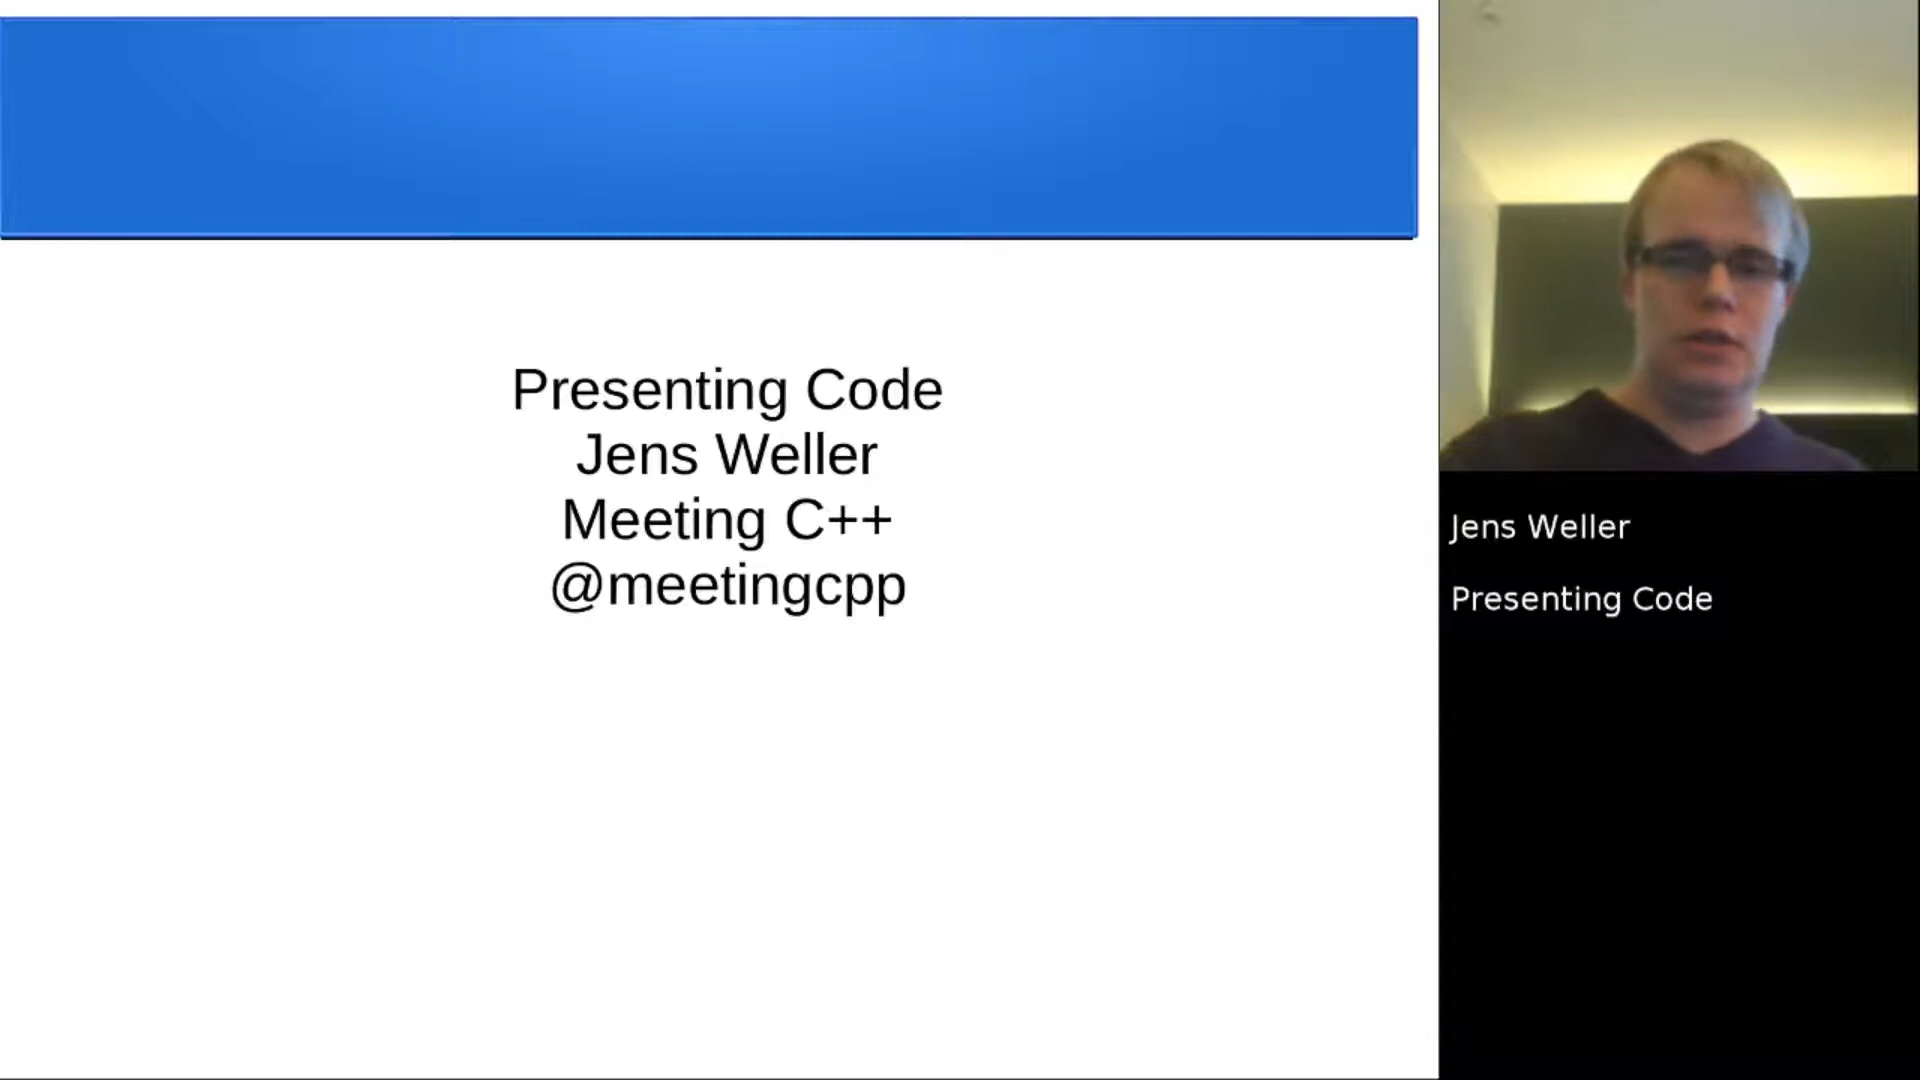 Presenting Code
Jens Weller
Meeting C++
@meetingcpp
Jens Weller
Presenting Code